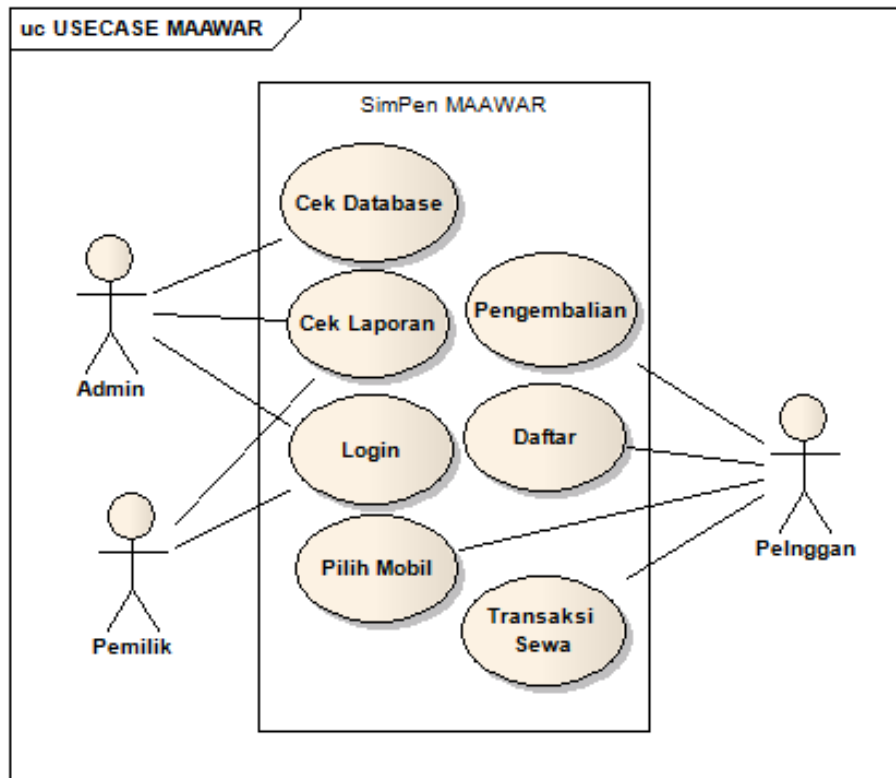 uc USECASE MAAWAR
SimPen MAAWAR
Cek Database
Cek Laporan
Pengembalian
Admin
Login
Daftar
Pelnggan
Pilih Mobil
Transaksi
Sewa
Pemilik